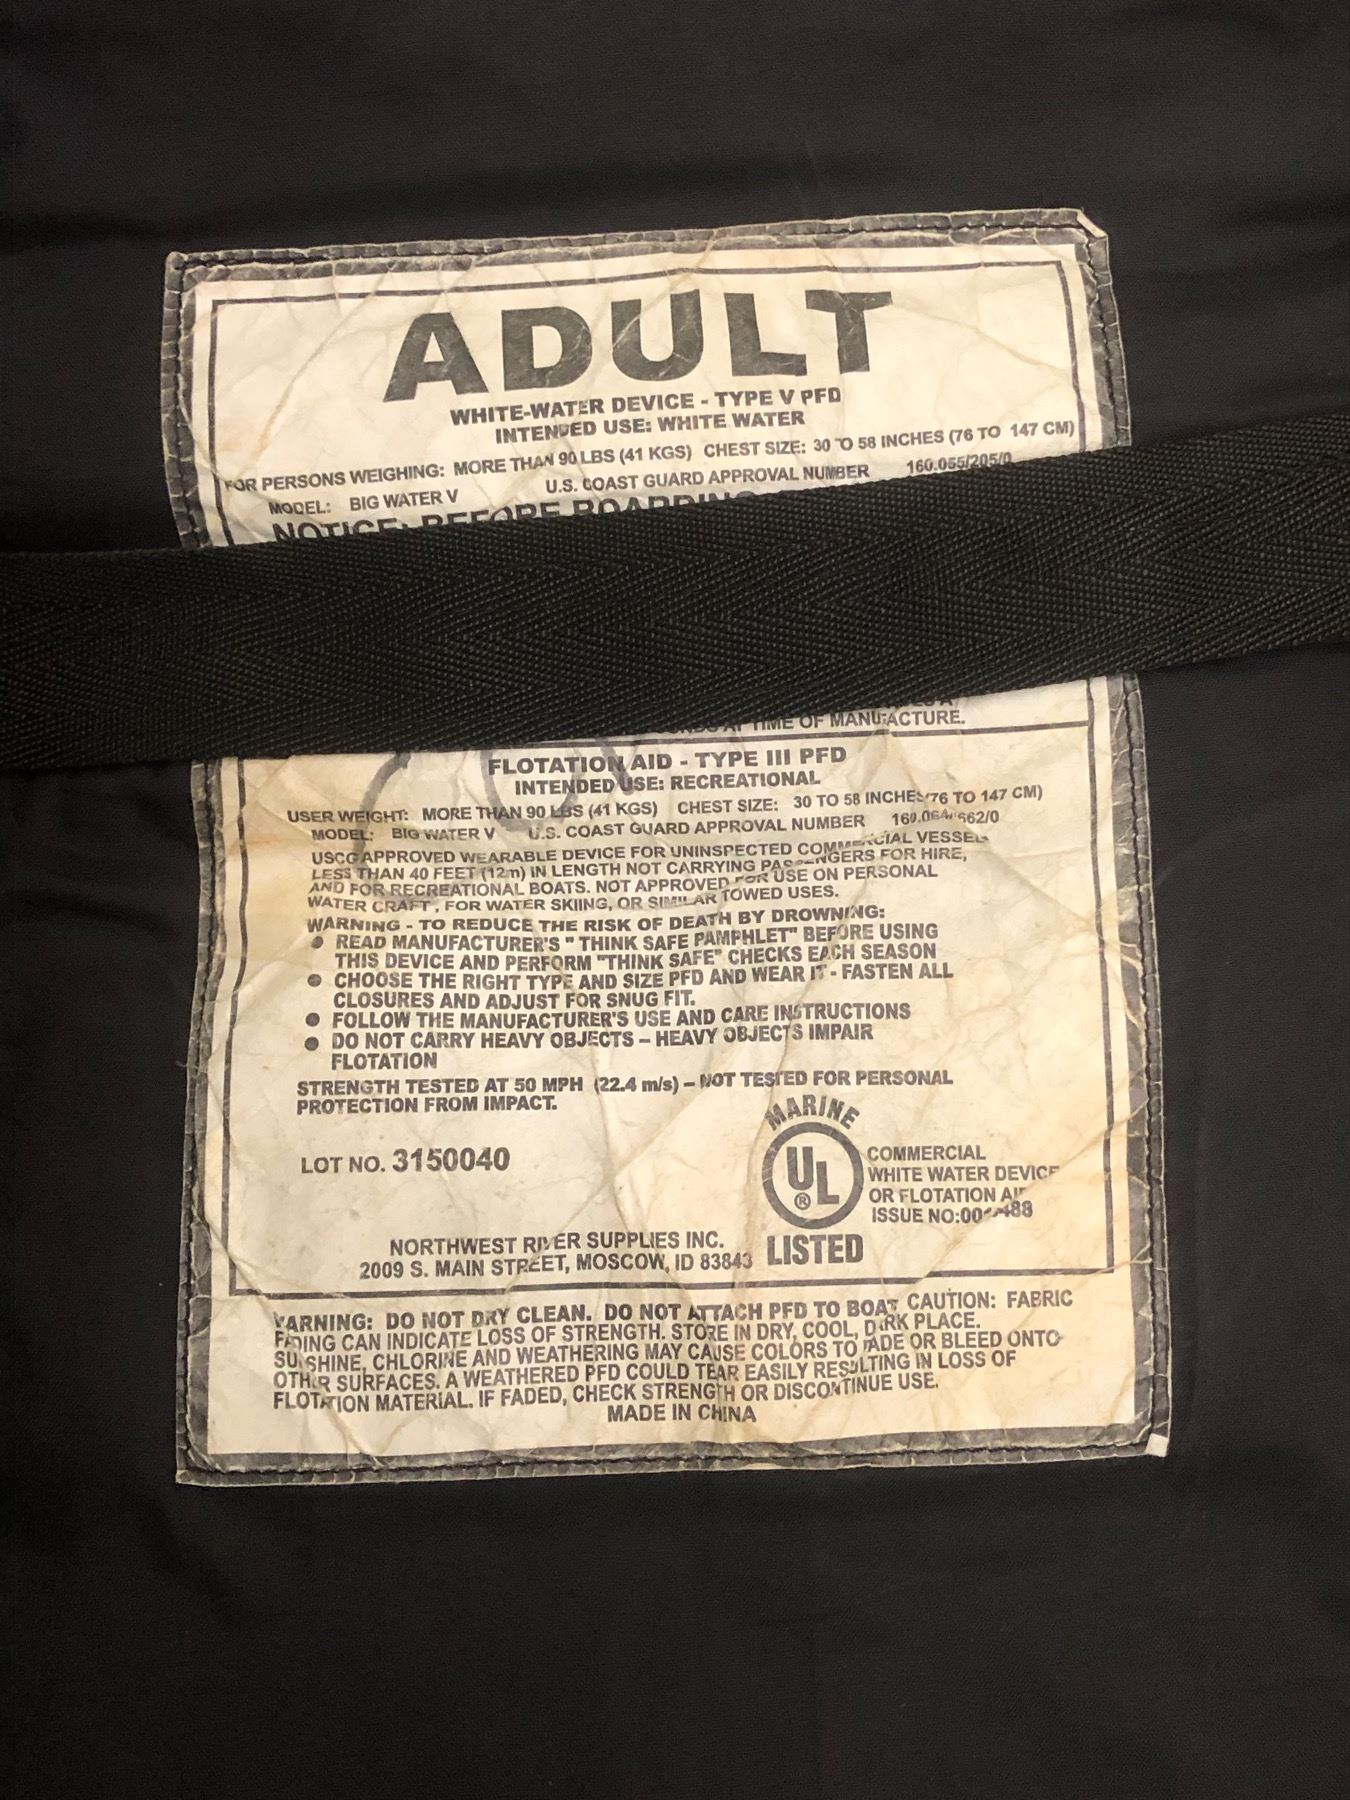 ADULT
WHITE-WATER DEVICE - TYPE V PFD
INTENDED USE: WHITE WATER
FOR PERSONS WEIGHING: MORE THAN 90 LBS (41 KGS) CHEST SIZE: 30 TO 58 INCHES (76 TO 147 CM)
MODEL: BIG WATER V U.S. COAST GUARD APPROVAL NUMBER 160.055/205/0
NOTICE: BEFORE BOARDING
AT TIME OF MANUFACTURE.
FLOTATION AID - TYPE III PFD
INTENDED USE: RECREATIONAL
USER WEIGHT: MORE THAN 90 LBS (41 KGS) CHEST SIZE: 30 TO 58 INCHES (76 TO 147 CM)
MODEL: BIG WATER V U.S. COAST GUARD APPROVAL NUMBER
USCG APPROVED WEARABLE DEVICE FOR UNINSPECTED COMMERCIAL VESSEL
LESS THAN 40 FEET (12m) IN LENGTH NOT CARRYING PASSENGERS FOR HIRE,
AND FOR RECREATIONAL BOATS. NOT APPROVED FOR USE ON PERSONAL
WATER CRAFT, FOR WATER SKIING, OR SIMILAR TOWED USES.
WARNING - TO REDUCE THE RISK OF DEATH BY DROWNING:
● READ MANUFACTURER'S " THINK SAFE PAMPHLET" BEFORE USING
THIS DEVICE AND PERFORM "THINK SAFE" CHECKS EACH SEASON
● CHOOSE THE RIGHT TYPE AND SIZE PFD AND WEAR IT - FASTEN ALL
CLOSURES AND ADJUST FOR SNUG FIT.
● FOLLOW THE MANUFACTURER'S USE AND CARE INSTRUCTIONS
● DO NOT CARRY HEAVY OBJECTS – HEAVY OBJECTS IMPAIR
FLOTATION
STRENGTH TESTED AT 50 MPH (22.4 m/s) – NOT TESTED FOR PERSONAL
PROTECTION FROM IMPACT.
LOT NO. 3150040
MARINE
UL ®
LISTED
COMMERCIAL
WHITE WATER DEVICE
OR FLOTATION AID
ISSUE NO:
NORTHWEST RIVER SUPPLIES INC.
2009 S. MAIN STREET, MOSCOW, ID 83843
WARNING: DO NOT DRY CLEAN. DO NOT ATTACH PFD TO BOAT CAUTION: FABRIC
FADING CAN INDICATE LOSS OF STRENGTH. STORE IN DRY, COOL, DARK PLACE.
SUNSHINE, CHLORINE AND WEATHERING MAY CAUSE COLORS TO FADE OR BLEED ONTO
OTHER SURFACES. A WEATHERED PFD COULD TEAR EASILY RESULTING IN LOSS OF
FLOTATION MATERIAL. IF FADED, CHECK STRENGTH OR DISCONTINUE USE.
MADE IN CHINA